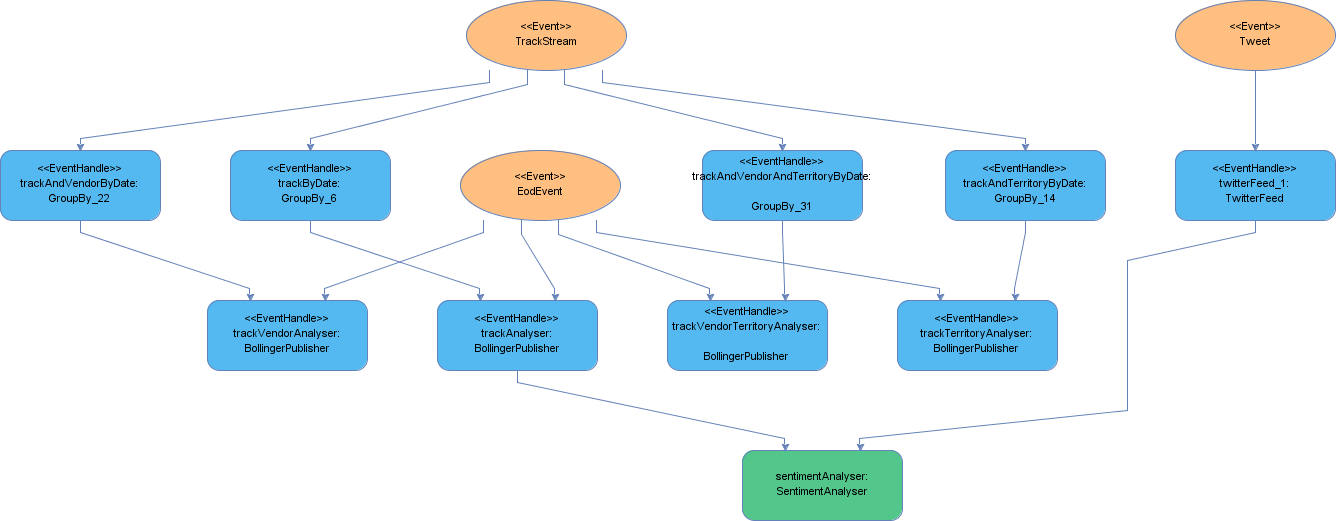 <<Event>>
TrackStream
<<Event>>
Tweet
<<EventHandle>>
trackAndVendorByDate:
GroupBy_22
<<EventHandle>>
trackByDate:
GroupBy_6
<<Event>>
EodEvent
<<EventHandle>>
trackAndVendorAndTerritoryByDate:
GroupBy_31
<<EventHandle>>
trackAndTerritoryByDate:
GroupBy_14
<<EventHandle>>
twitterFeed_1:
TwitterFeed
<<EventHandle>>
trackVendorAnalyser:
BollingerPublisher
<<EventHandle>>
trackAnalyser:
BollingerPublisher
<<EventHandle>>
trackVendorTerritoryAnalyser:
BollingerPublisher
<<EventHandle>>
trackTerritoryAnalyser:
BollingerPublisher
sentimentAnalyser:
SentimentAnalyser